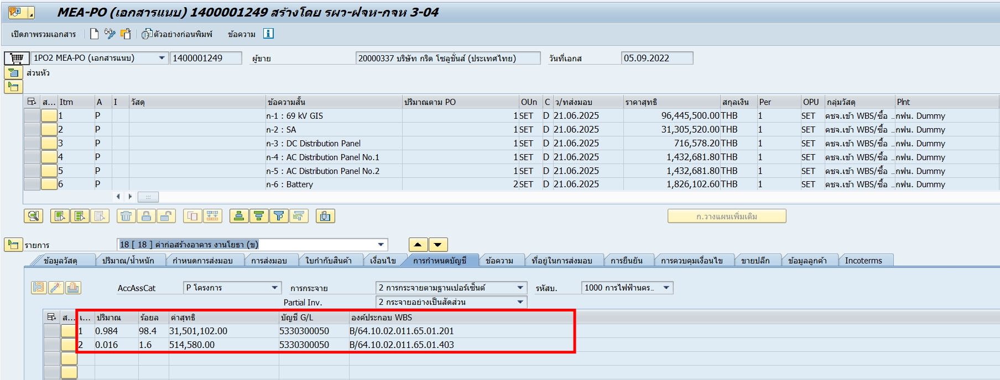 MEA-PO (เอกสารแนบ) 1400001249 สร้างโดย รผว-ฝจห-กจห 3-04
เปิดภาพรวมเอกสาร ตัวอย่างก่อนพิมพ์ ข้อความ
1PO2 MEA-PO (เอกสารแนบ) 1400001249 ผู้ขาย 20000337 บริษัท กริด โซลูชั่นส์ (ประเทศไทย) วันที่เอกส 05.09.2022
ส่วนหัว
ส... Itm A I วัสดุ ข้อความสั้น ปริมาณตาม PO OUn C ว/ทส่งมอบ ราคาสุทธิ สกุลเงิน Per OPU กลุ่มวัสดุ Plnt
1 P ก-1 : 69 kV GIS 1 SET D 21.06.2025 96,445,500.00 THB 1 SET คชจ.เข้า WBS/ซื้อ ... กฟน. Dummy
2 P ก-2 : SA 1 SET D 21.06.2025 31,305,520.00 THB 1 SET คชจ.เข้า WBS/ซื้อ ... กฟน. Dummy
3 P ก-3 : DC Distribution Panel 1 SET D 21.06.2025 716,578.20 THB 1 SET คชจ.เข้า WBS/ซื้อ ... กฟน. Dummy
4 P ก-4 : AC Distribution Panel No.1 1 SET D 21.06.2025 1,432,681.80 THB 1 SET คชจ.เข้า WBS/ซื้อ ... กฟน. Dummy
5 P ก-5 : AC Distribution Panel No.2 1 SET D 21.06.2025 1,432,681.80 THB 1 SET คชจ.เข้า WBS/ซื้อ ... กฟน. Dummy
6 P ก-6 : Battery 2 SET D 21.06.2025 1,826,102.60 THB 1 SET คชจ.เข้า WBS/ซื้อ ... กฟน. Dummy
ก.วางแผนเพิ่มเติม
รายการ 18 [ 18 ] ค่าก่อสร้างอาคาร งานโยธา (ข)
ข้อมูลวัสดุ ปริมาณ/น้ำหนัก กำหนดการส่งมอบ การส่งมอบ ใบกำกับสินค้า เงื่อนไข การกำหนดบัญชี ข้อความ ที่อยู่ในการส่งมอบ การยืนยัน การควบคุมเงื่อนไข ขายปลีก ข้อมูลลูกค้า Incoterms
AccAssCat P โครงการ การกระจาย 2 การกระจายตามฐานเปอร์เซ็นต์ รหัสบ. 1000 การไฟฟ้านคร...
Partial Inv. 2 กระจายอย่างเป็นสัดส่วน
ส... เ... ปริมาณ ร้อยล ค่าสุทธิ บัญชี G/L องค์ประกอบ WBS
1 0.984 98.4 31,501,102.00 5330300050 B/64.10.02.011.65.01.201
2 0.016 1.6 514,580.00 5330300050 B/64.10.02.011.65.01.403